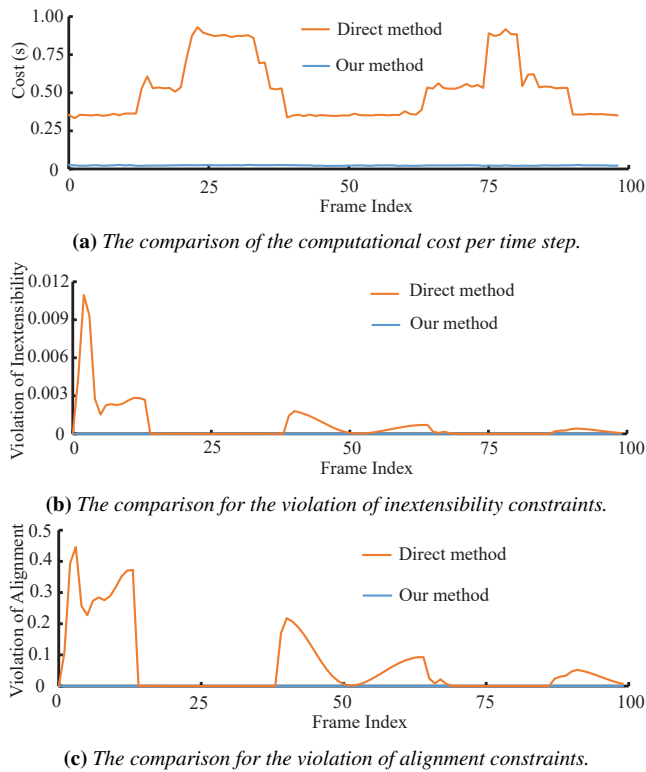 1.00
Direct method
Cost (s)
0.75
Our method
0.50
0.25
0
0
25
50
75
100
Frame Index
(a) The comparison of the computational cost per time step.
Violation of Inextensibility
0.012
Direct method
0.009
Our method
0.006
0.003
0
0
25
50
75
100
Frame Index
(b) The comparison for the violation of inextensibility constraints.
Violation of Alignment
0.5
Direct method
0.4
0.3
Our method
0.2
0.1
0
0
25
50
75
100
Frame Index
(c) The comparison for the violation of alignment constraints.